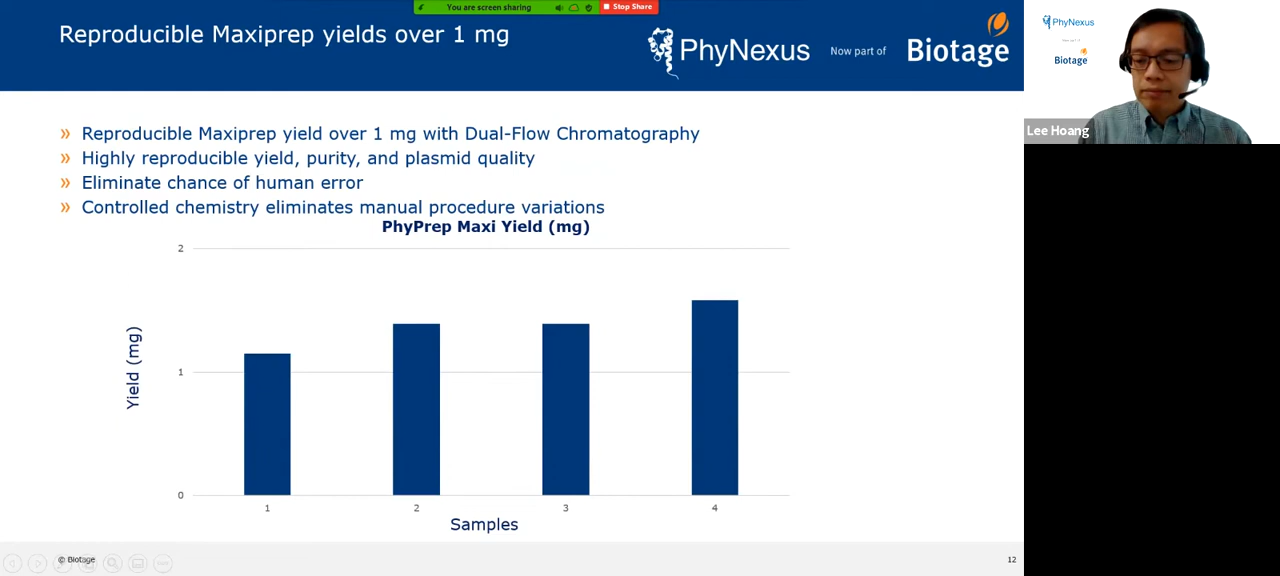 You are screen sharing
Stop Share
Reproducible Maxiprep yields over 1 mg
PhyNexus
Now part of
Biotage
PhyNexus
Biotage
Lee Hoang
» Reproducible Maxiprep yield over 1 mg with Dual-Flow Chromatography
» Highly reproducible yield, purity, and plasmid quality
» Eliminate chance of human error
» Controlled chemistry eliminates manual procedure variations
PhyPrep Maxi Yield (mg)
2
1
0
Yield (mg)
1
2
3
4
Samples
© Biotage
12